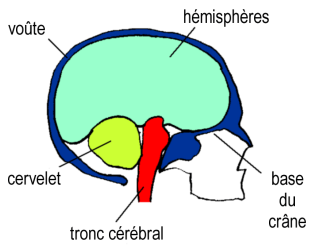 hémisphères
voûte
cervelet
base
du
crâne
tronc cérébral